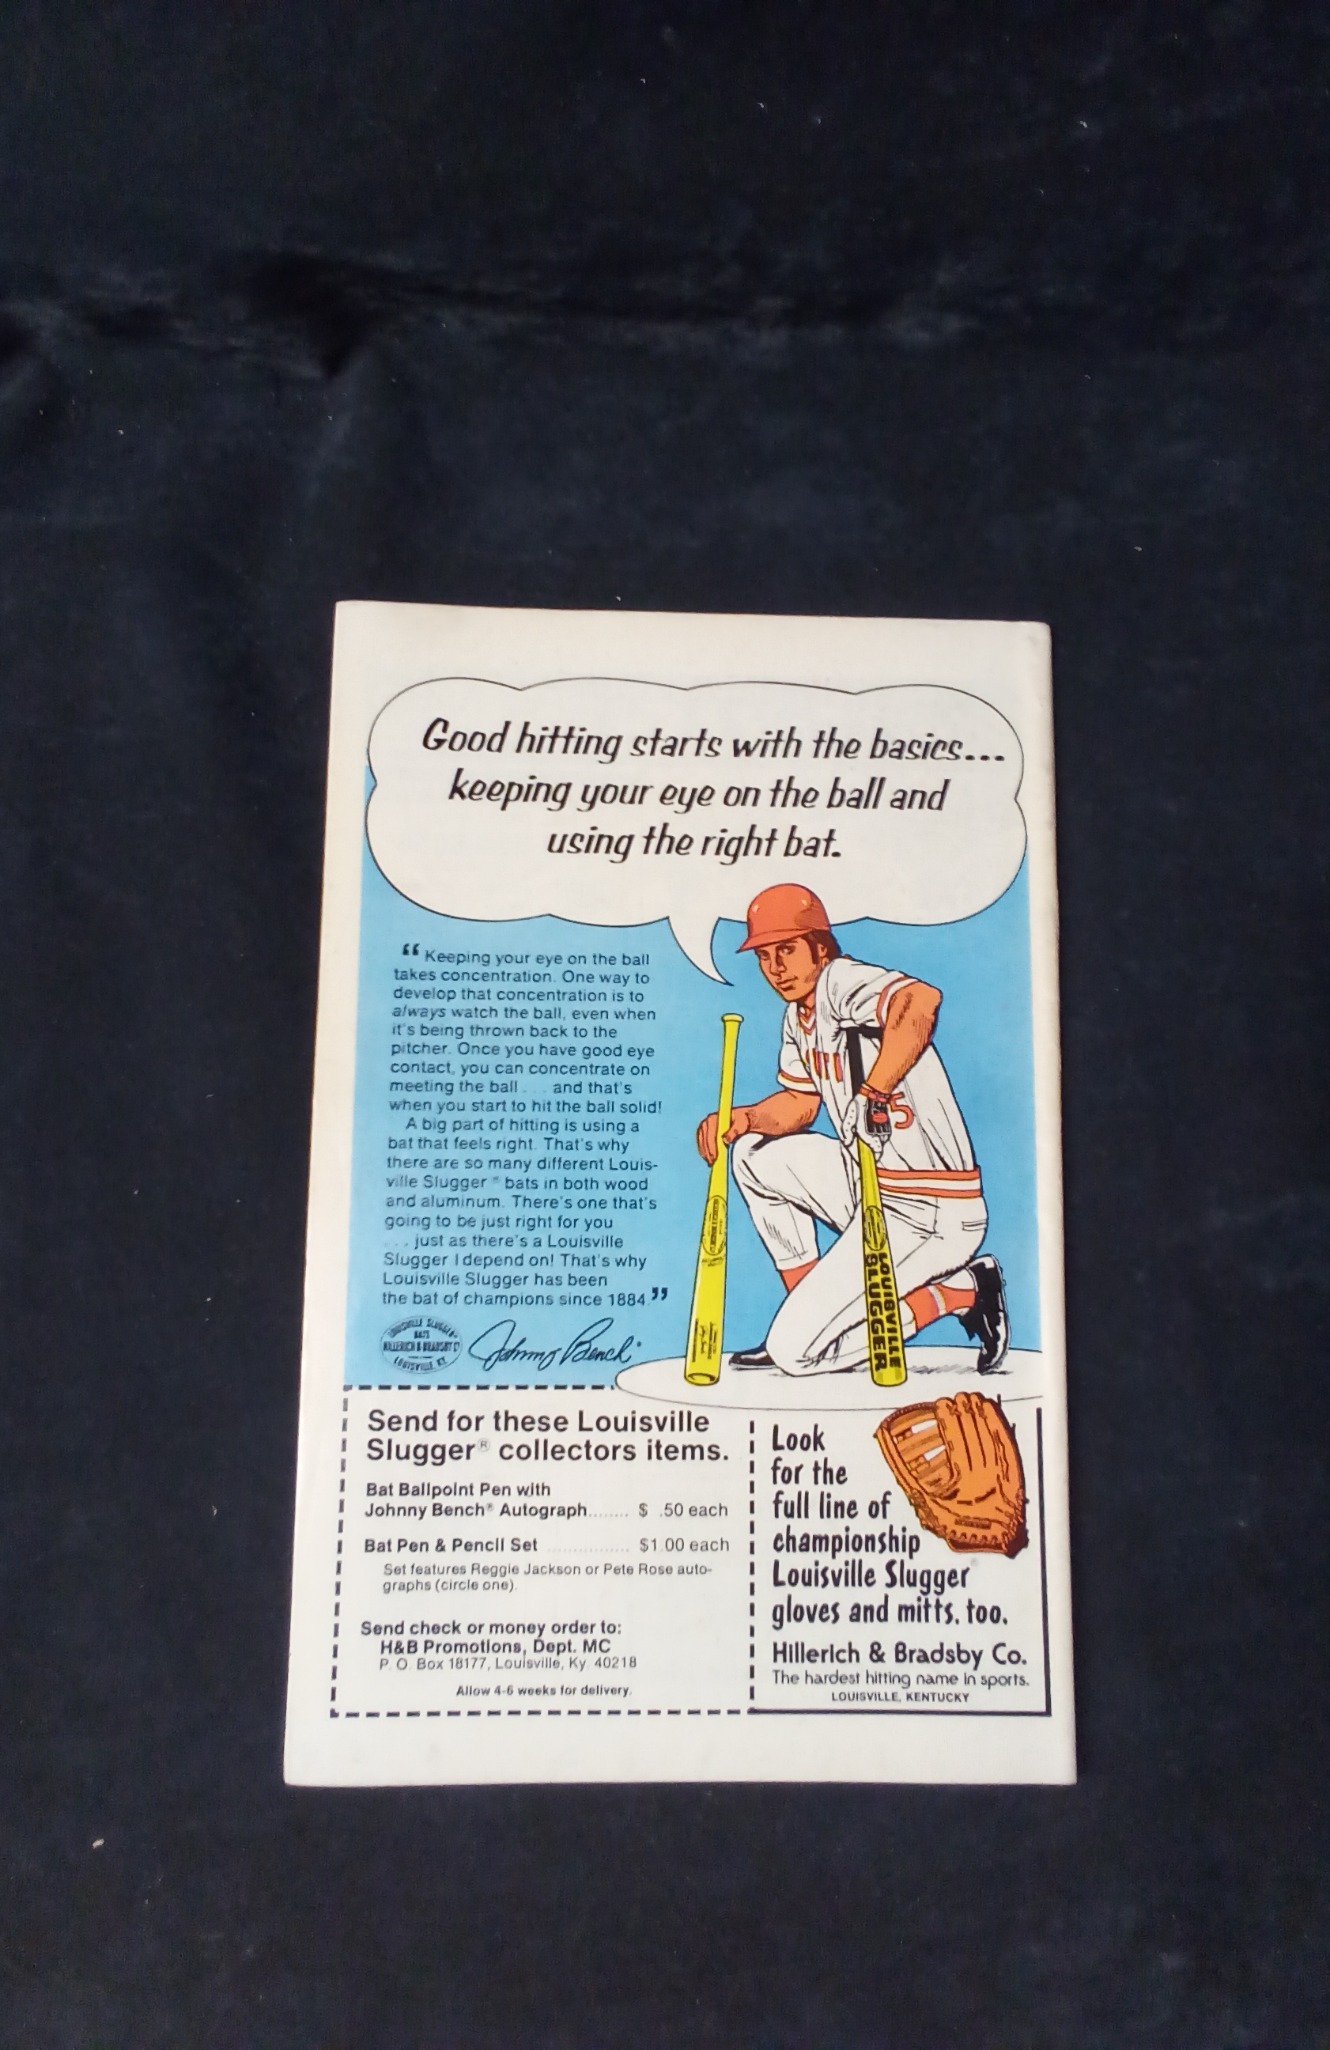 Good hitting starts with the basics...
keeping your eye on the ball and
using the right bat.
“ Keeping your eye on the ball
takes concentration. One way to
develop that concentration is to
always watch the ball, even when
it's being thrown back to the
pitcher. Once you have good eye
contact, you can concentrate on
meeting the ball . . . and that's
when you start to hit the ball solid!
A big part of hitting is using a
bat that feels right. That's why
there are so many different Louis-
ville Slugger® bats in both wood
and aluminum. There's one that's
going to be just right for you
. . . just as there's a Louisville
Slugger I depend on! That's why
Louisville Slugger has been
the bat of champions since 1884.”
LOUISVILLE SLUGGER
BATS
HILLERICH & BRADSBY Co
LOUISVILLE, KY.
Johnny Bench
5
LOUISVILLE
SLUGGER
Send for these Louisville
Slugger® collectors items.
Bat Ballpoint Pen with
Johnny Bench® Autograph........ $ .50 each
Bat Pen & Pencil Set ................ $1.00 each
Set features Reggie Jackson or Pete Rose auto-
graphs (circle one).
Send check or money order to:
H&B Promotions, Dept. MC
P. O. Box 18177, Louisville, Ky. 40218
Allow 4-6 weeks for delivery.
Look
for the
full line of
championship
Louisville Slugger®
gloves and mitts, too.
Hillerich & Bradsby Co.
The hardest hitting name in sports.
LOUISVILLE, KENTUCKY